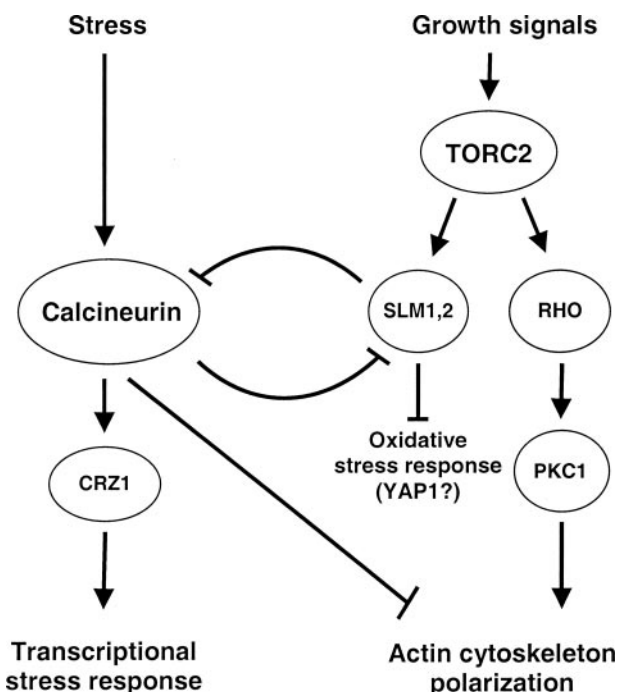 Stress
Growth signals
TORC2
Calcineurin
SLM1,2
RHO
Oxidative
stress response
(YAP1?)
CRZ1
PKC1
Transcriptional
stress response
Actin cytoskeleton
polarization